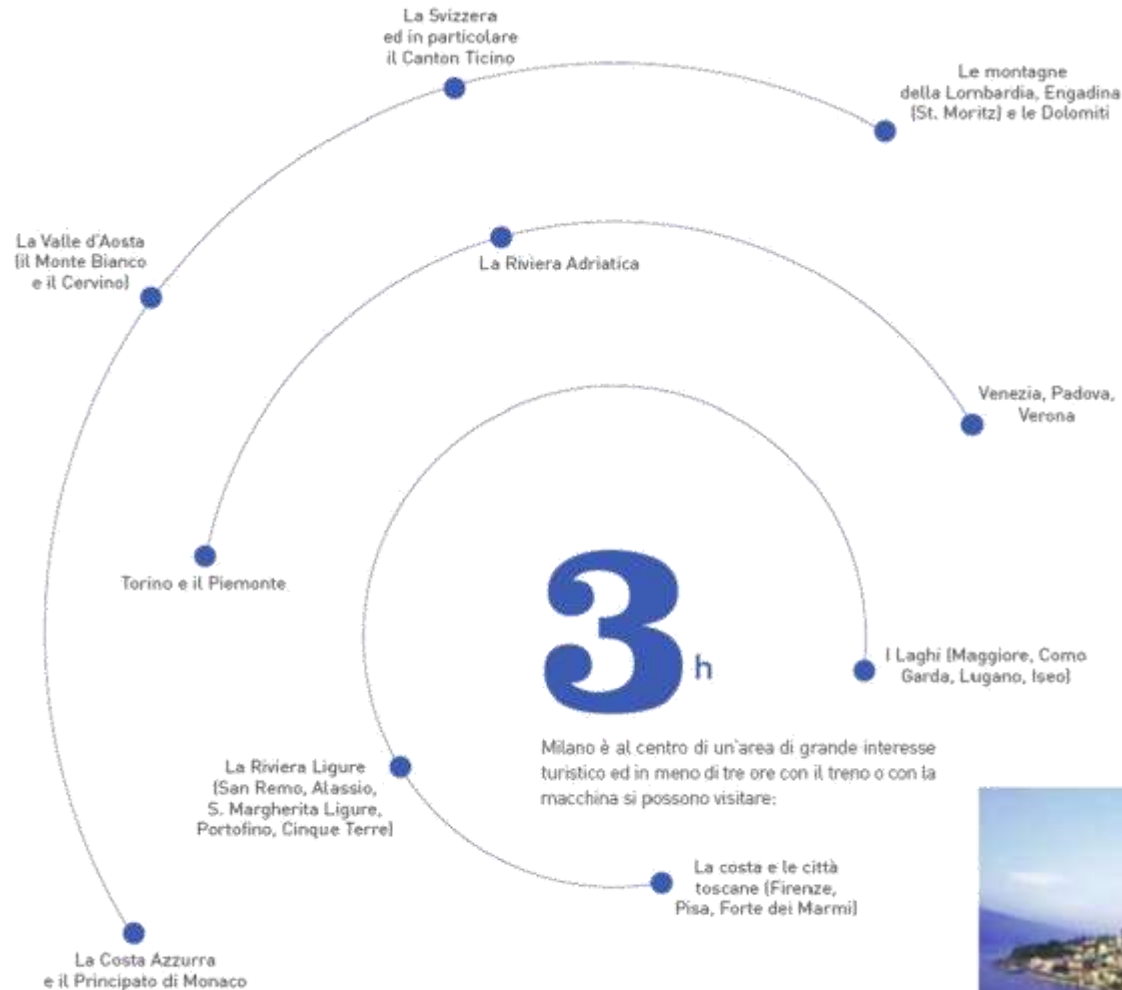 La Svizzera
ed in particolare
il Canton Ticino
Le montagne
della Lombardia, Engadina
(St. Moritz) e le Dolomiti
La Valle d'Aosta
(il Monte Bianco
e il Cervino)
La Riviera Adriatica
Venezia, Padova,
Verona
Torino e il Piemonte
3 h
I Laghi (Maggiore, Como
Garda, Lugano, Iseo)
Milano è al centro di un'area di grande interesse
turistico ed in meno di tre ore con il treno o con la
macchina si possono visitare:
La Riviera Ligure
(San Remo, Alassio,
S. Margherita Ligure,
Portofino, Cinque Terre)
La costa e le città
toscane (Firenze,
Pisa, Forte dei Marmi)
La Costa Azzurra
e il Principato di Monaco